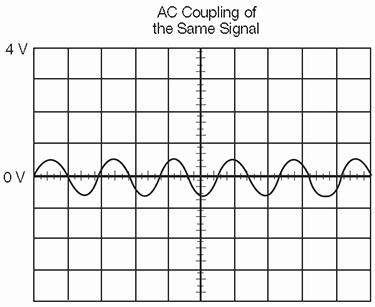 AC Coupling of
the Same Signal
4 V
0 V